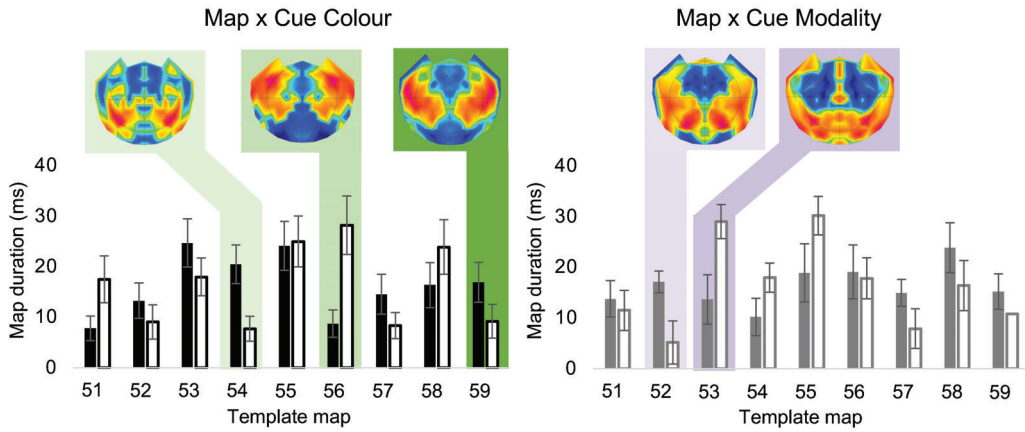 Map x Cue Colour
Map duration (ms)
40
30
20
10
0
51 52 53 54 55 56 57 58 59
Template map
Map x Cue Modality
Map duration (ms)
40
30
20
10
0
51 52 53 54 55 56 57 58 59
Template map